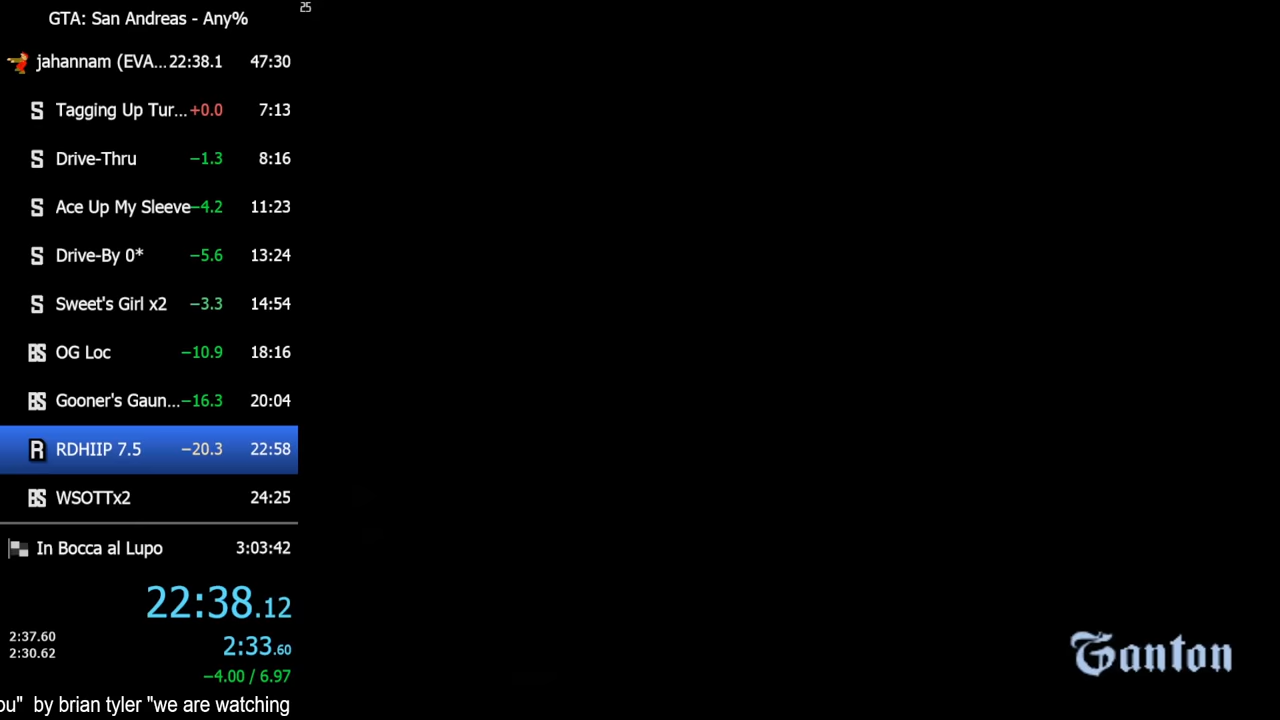 GTA: San Andreas - Any%
25
jahannam (EVA... 22:38.1 47:30
S Tagging Up Tur... +0.0 7:13
S Drive-Thru −1.3 8:16
S Ace Up My Sleeve −4.2 11:23
S Drive-By 0* −5.6 13:24
S Sweet's Girl x2 −3.3 14:54
BS OG Loc −10.9 18:16
BS Gooner's Gaun... −16.3 20:04
R RDHIIP 7.5 −20.3 22:58
BS WSOTTx2 24:25
In Bocca al Lupo 3:03:42
22:38.12
2:37.60
2:30.62
2:33.60
−4.00 / 6.97
ou" by brian tyler "we are watching
Ganton